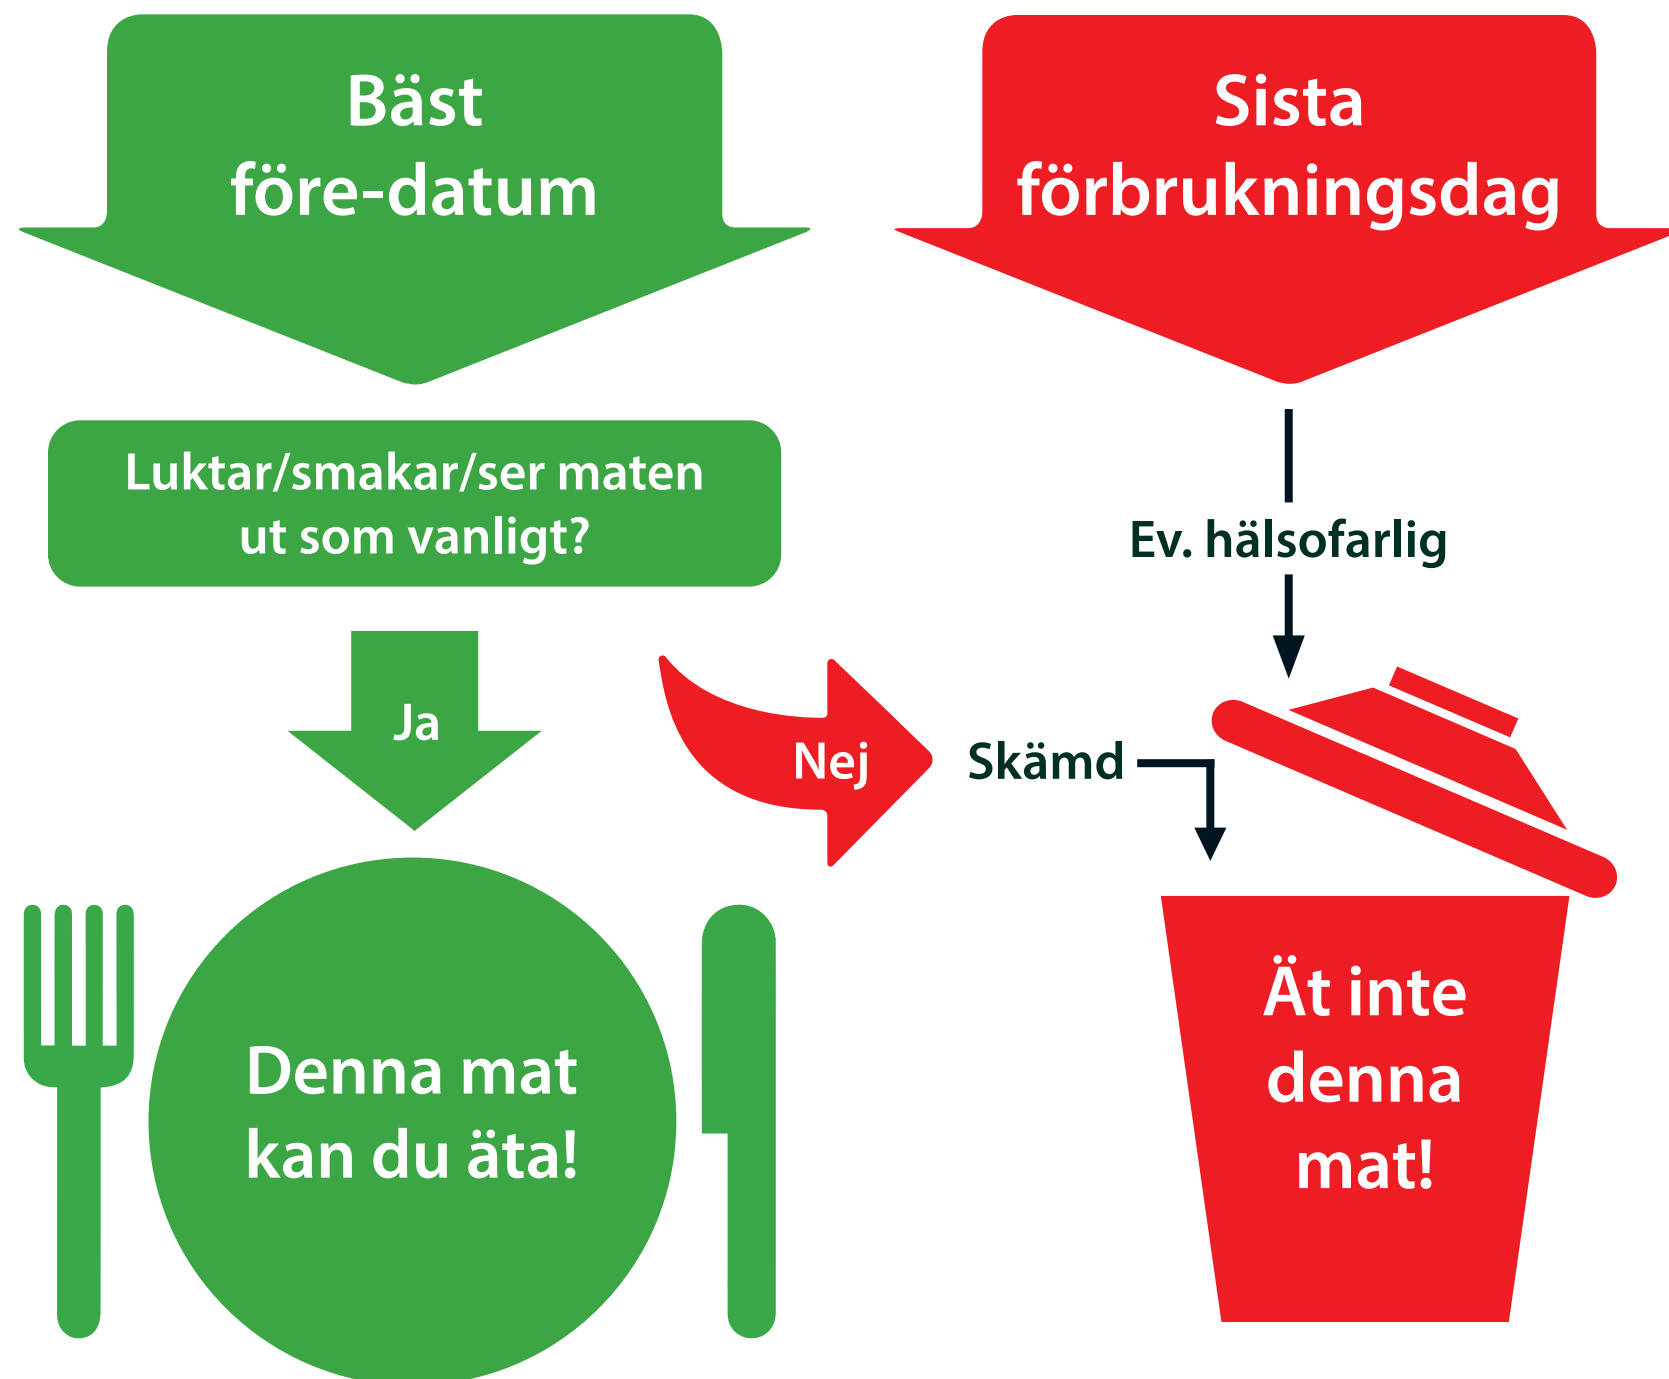 Bäst
före-datum
Sista
förbrukningsdag
Luktar/smakar/ser maten
ut som vanligt?
Ev. hälsofarlig
Ja
Nej
Skämd
Denna mat
kan du äta!
Ät inte
denna
mat!